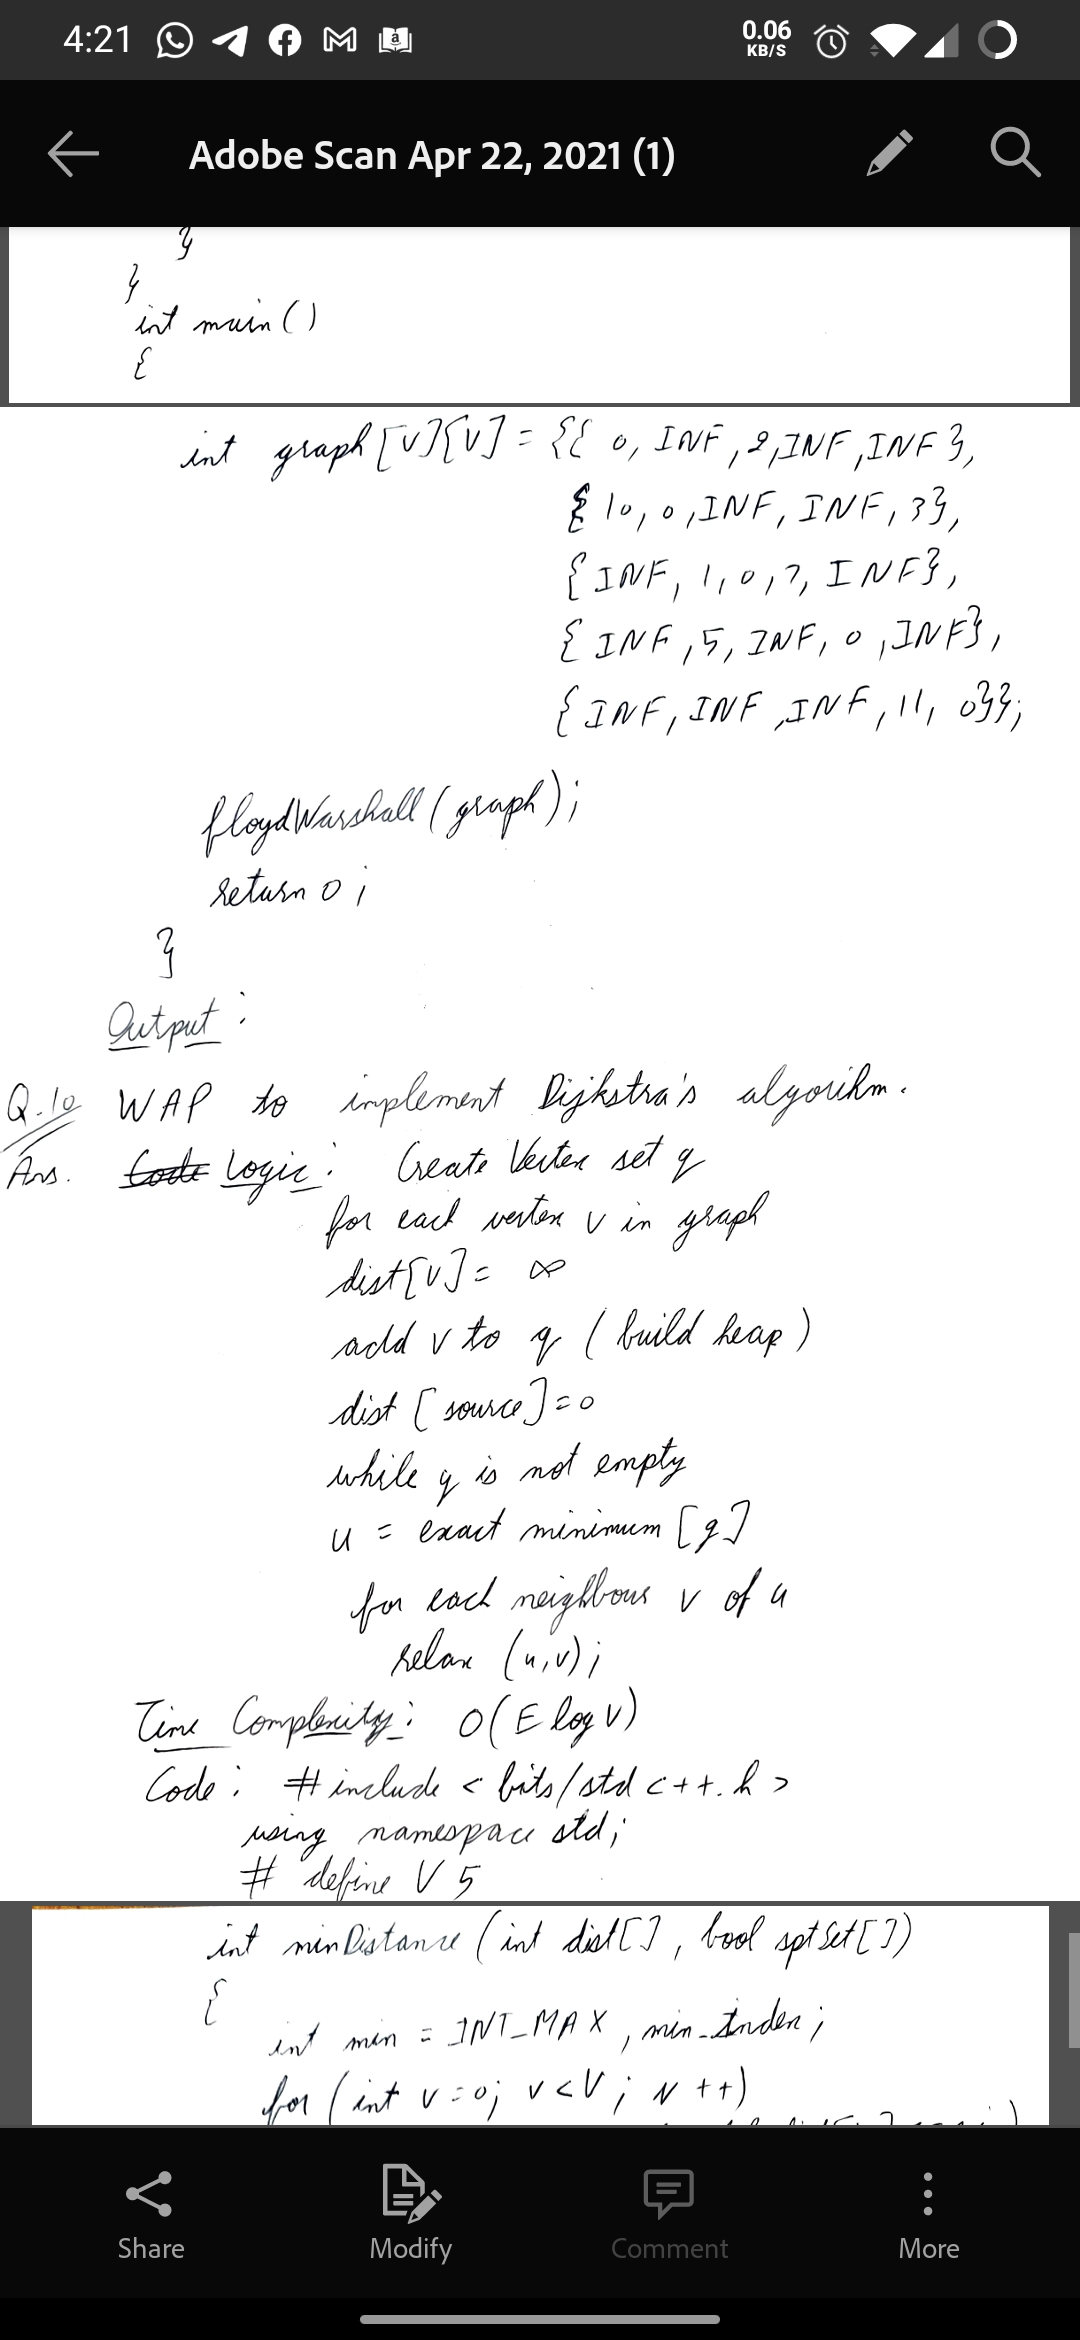 4:21
0.06
KB/S
Adobe Scan Apr 22, 2021 (1)
}
}
int main()
{
int graph[V][V] = {{ 0, INF, 2, INF, INF },
{ 10, 0, INF, INF, 3},
{ INF, 1, 0, 7, INF},
{ INF, 5, INF, 0, INF},
{ INF, INF, INF, 11, 0}};
floydWarshall (graph);
return 0;
}
Output :
Q.10 WAP to implement Dijkstra's algorihm.
Ans. Code Logic: Create Vertex set q
for each vertex v in graph
dist[v] = ∞
add v to q ( build heap )
dist [ source ] = 0
while q is not empty
u = exact minimum [q]
for each neighbour v of u
relax (u,v);
Time Complexity: O(E log V)
Code : # include < bits/std c++.h >
using namespace std;
# define V 5
int minDistance (int dist[], bool sptSet[])
{
int min = INT_MAX , min_Index ;
for (int v = 0; v < V ; v ++)
Share
Modify
Comment
More